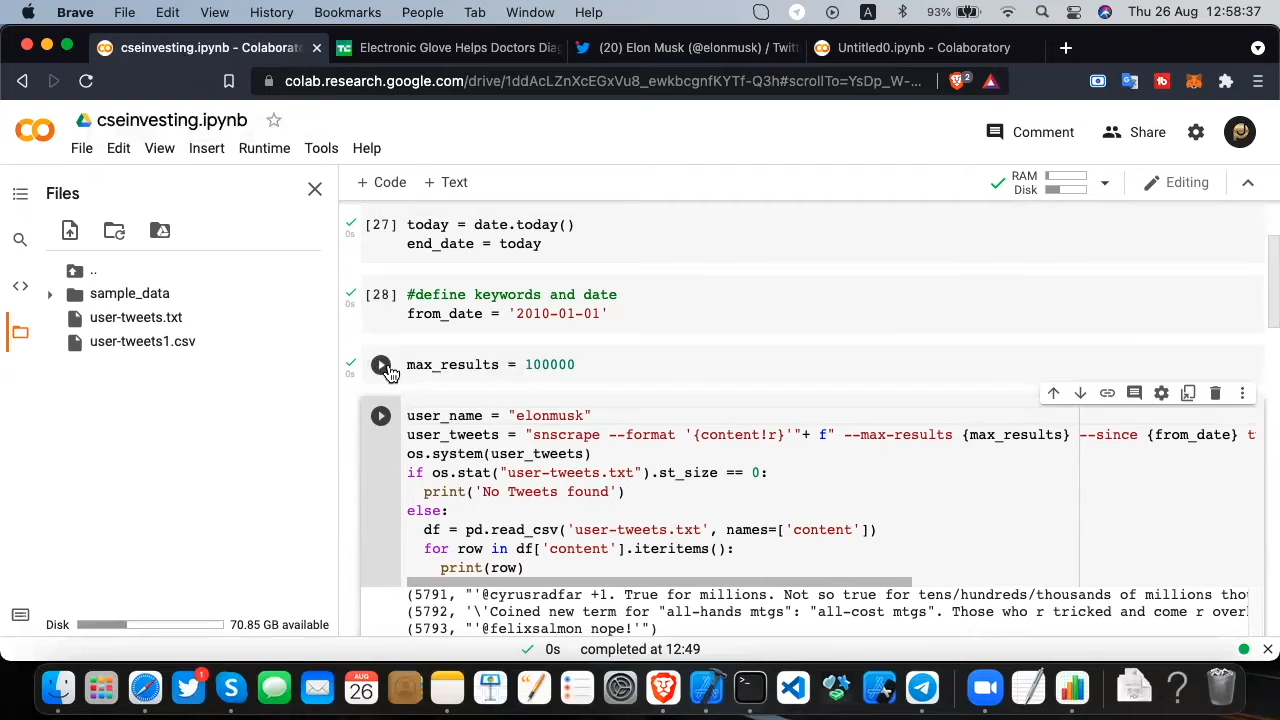 Brave File Edit View History Bookmarks People Tab Window Help A 93% Thu 26 Aug 12:58:37
cseinvesting.ipynb - Colaborat TC Electronic Glove Helps Doctors Dia (20) Elon Musk (@elonmusk) / Twitt Untitled0.ipynb - Colaboratory
colab.research.google.com/drive/1ddAcLZnXcEGxVu8_ewkbcgnfKYTf-Q3h#scrollTo=YsDp_W-... 2
cseinvesting.ipynb
Comment Share
File Edit View Insert Runtime Tools Help
Files
+ Code + Text
RAM
Disk
Editing
..
sample_data
user-tweets.txt
user-tweets1.csv
Disk 70.85 GB available
[27] today = date.today()
0s
end_date = today
[28] #define keywords and date
0s
from_date = '2010-01-01'
max_results = 100000
0s
user_name = "elonmusk"
user_tweets = "snscrape --format '{content!r}'"+ f" --max-results {max_results} --since {from_date} t
os.system(user_tweets)
if os.stat("user-tweets.txt").st_size == 0:
print('No Tweets found')
else:
df = pd.read_csv('user-tweets.txt', names=['content'])
for row in df['content'].iteritems():
print(row)
(5791, "'@cyrusradfar +1. True for millions. Not so true for tens/hundreds/thousands of millions tho
(5792, '\'Coined new term for "all-hands mtgs": "all-cost mtgs". Those who r tricked and come r over
(5793, "'@felixsalmon nope!'")
0s completed at 12:49
AUG
26
1